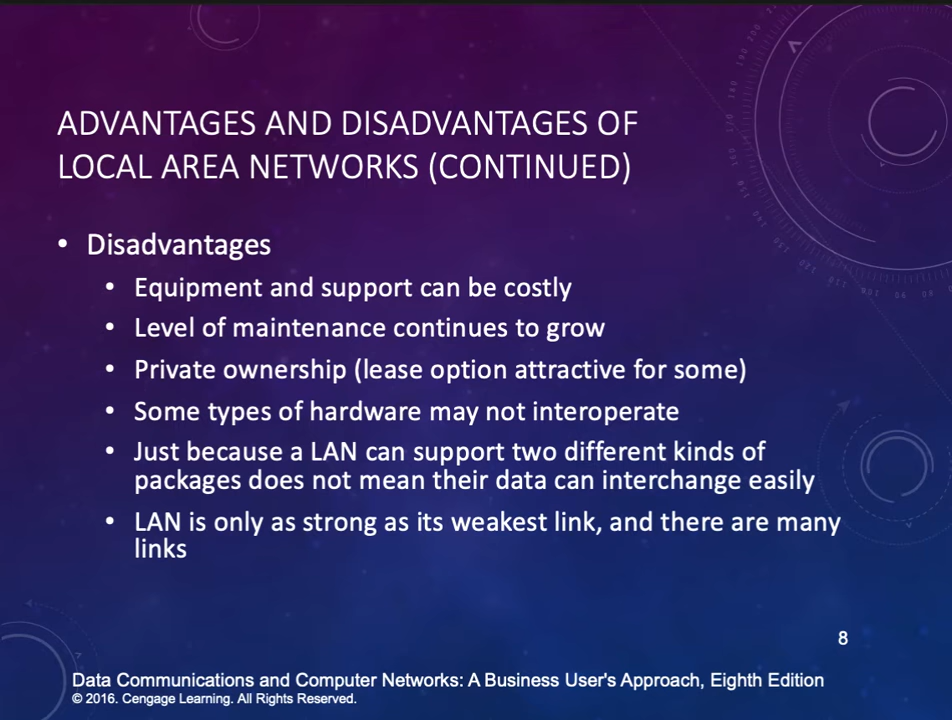 ADVANTAGES AND DISADVANTAGES OF
LOCAL AREA NETWORKS (CONTINUED)
• Disadvantages
• Equipment and support can be costly
• Level of maintenance continues to grow
• Private ownership (lease option attractive for some)
• Some types of hardware may not interoperate
• Just because a LAN can support two different kinds of
packages does not mean their data can interchange easily
• LAN is only as strong as its weakest link, and there are many
links
8
Data Communications and Computer Networks: A Business User's Approach, Eighth Edition
© 2016. Cengage Learning. All Rights Reserved.